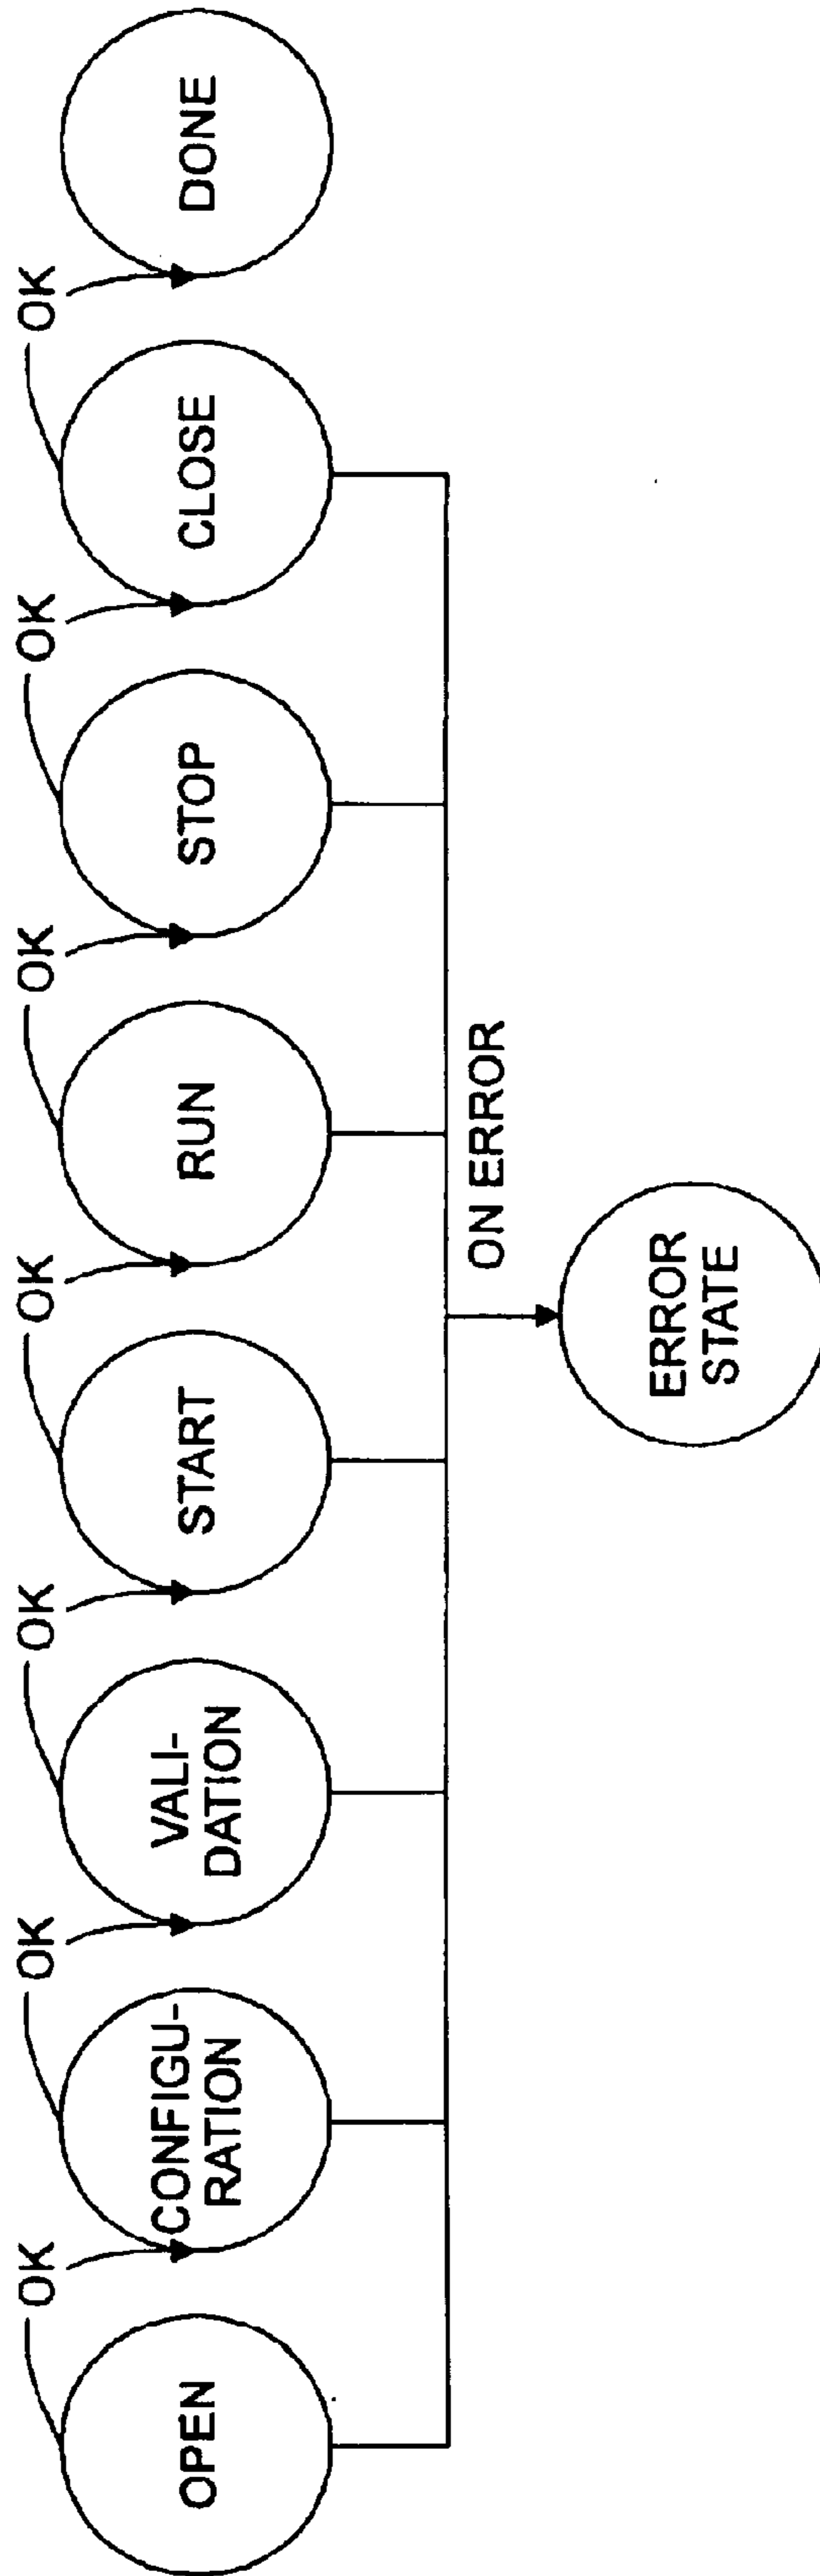 OK
OK
OK
OK
OK
OK
OK
OPEN
CONFIGU-
RATION
VALI-
DATION
START
RUN
STOP
CLOSE
DONE
ON ERROR
ERROR
STATE